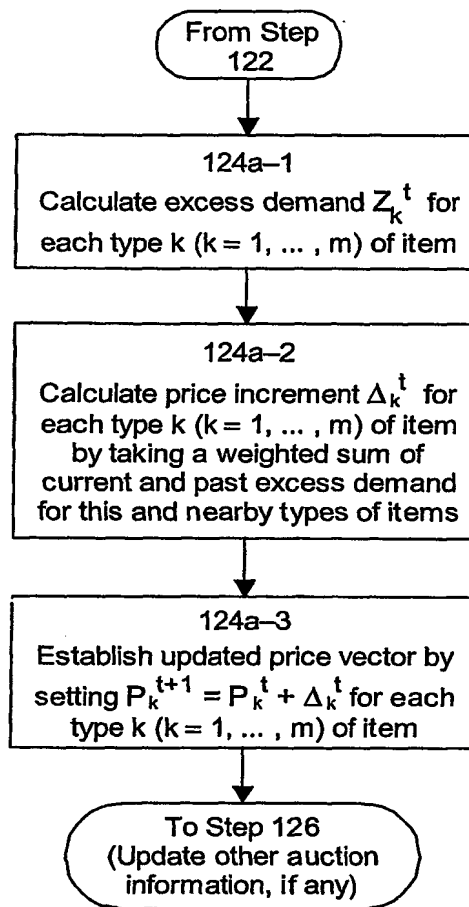 From Step
122
124a–1
Calculate excess demand Z_k^t for
each type k (k = 1, ... , m) of item
124a–2
Calculate price increment Δ_k^t for
each type k (k = 1, ... , m) of item
by taking a weighted sum of
current and past excess demand
for this and nearby types of items
124a–3
Establish updated price vector by
setting P_k^{t+1} = P_k^t + Δ_k^t for each
type k (k = 1, ... , m) of item
To Step 126
(Update other auction
information, if any)